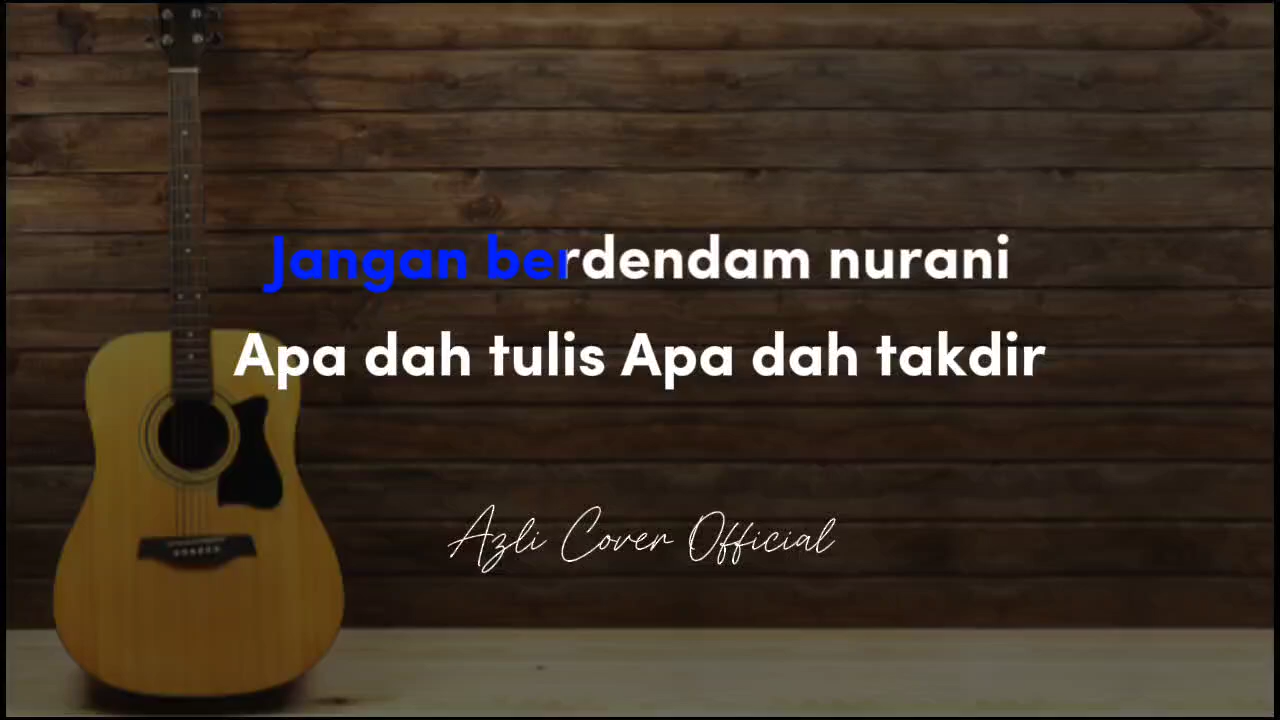 Jangan berdendam nurani
Apa dah tulis Apa dah takdir
Azli Cover Official